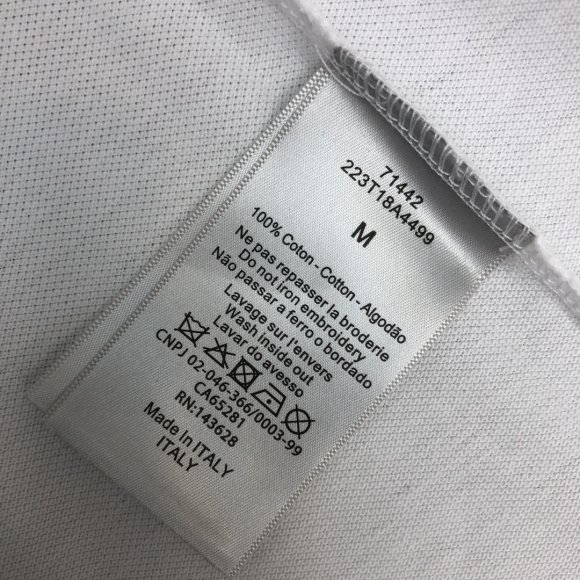 71442
223T18A4499
M
100% Coton - Cotton - Algodão
Ne pas repasser la broderie
Do not iron embroidery
Não passar a ferro o bordado
Lavage sur l'envers
Wash inside out
Lavar do avesso
CNPJ 02-046-366/0003-99
CA65281
RN:143628
Made in ITALY
ITALY